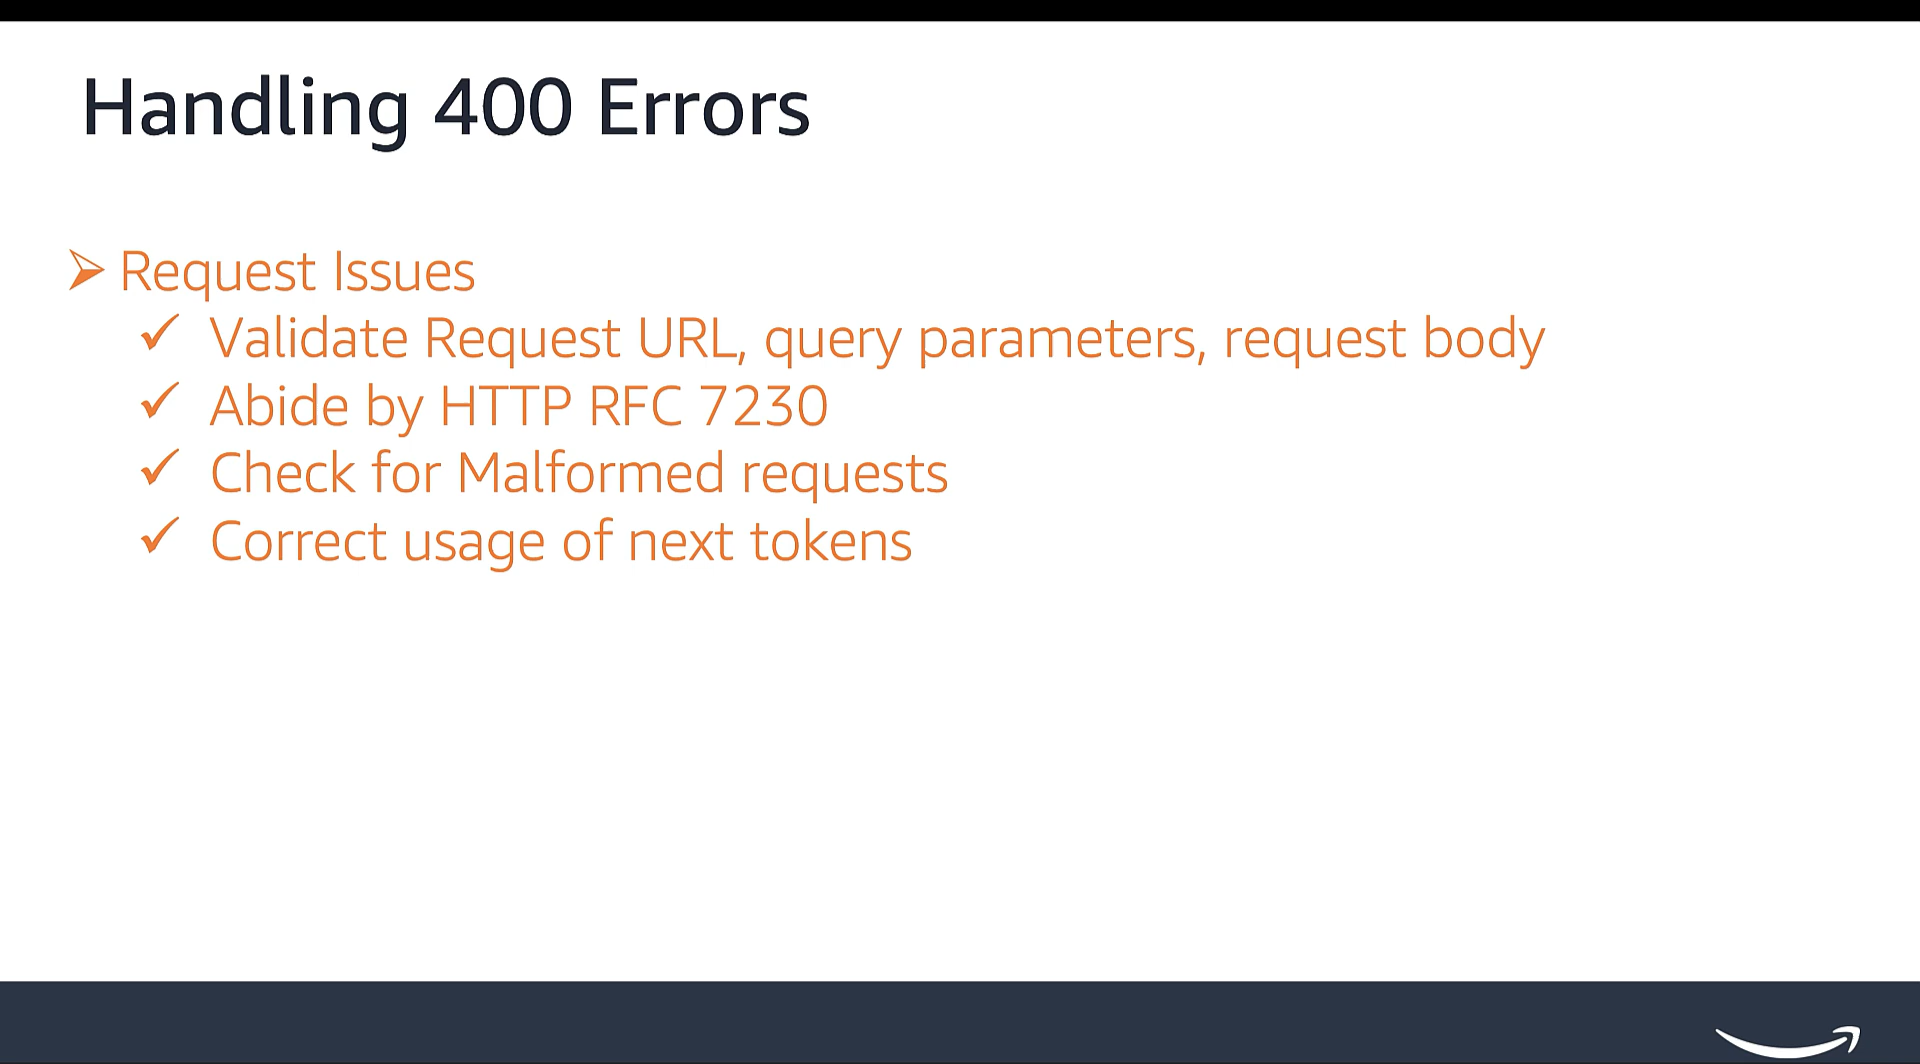 Handling 400 Errors
Request Issues
Validate Request URL, query parameters, request body
Abide by HTTP RFC 7230
Check for Malformed requests
Correct usage of next tokens